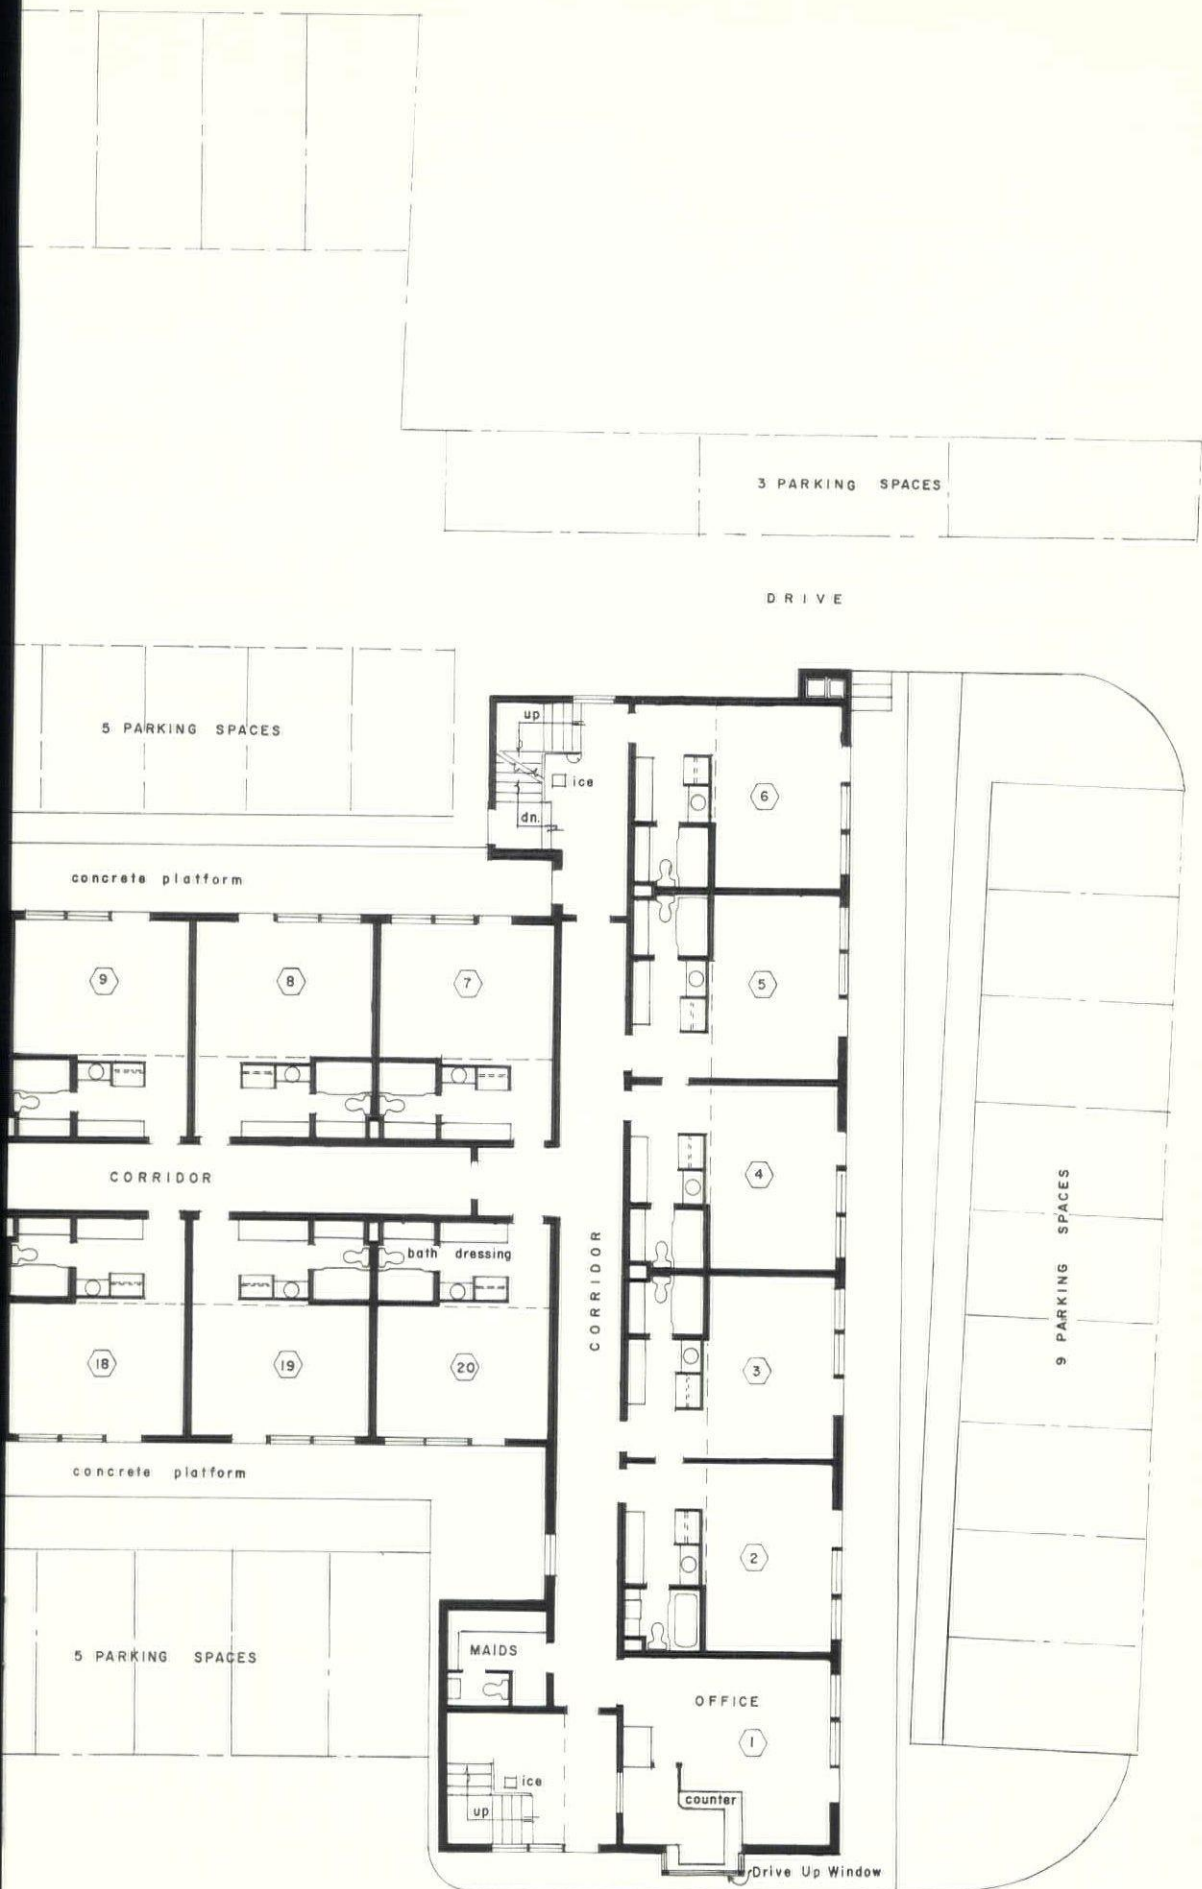 3 PARKING SPACES
DRIVE
5 PARKING SPACES
up
ice
dn.
6
concrete platform
9
8
7
5
CORRIDOR
4
CORRIDOR
9 PARKING SPACES
bath dressing
18
19
20
3
concrete platform
2
5 PARKING SPACES
MAIDS
OFFICE
1
ice
up
counter
Drive Up Window